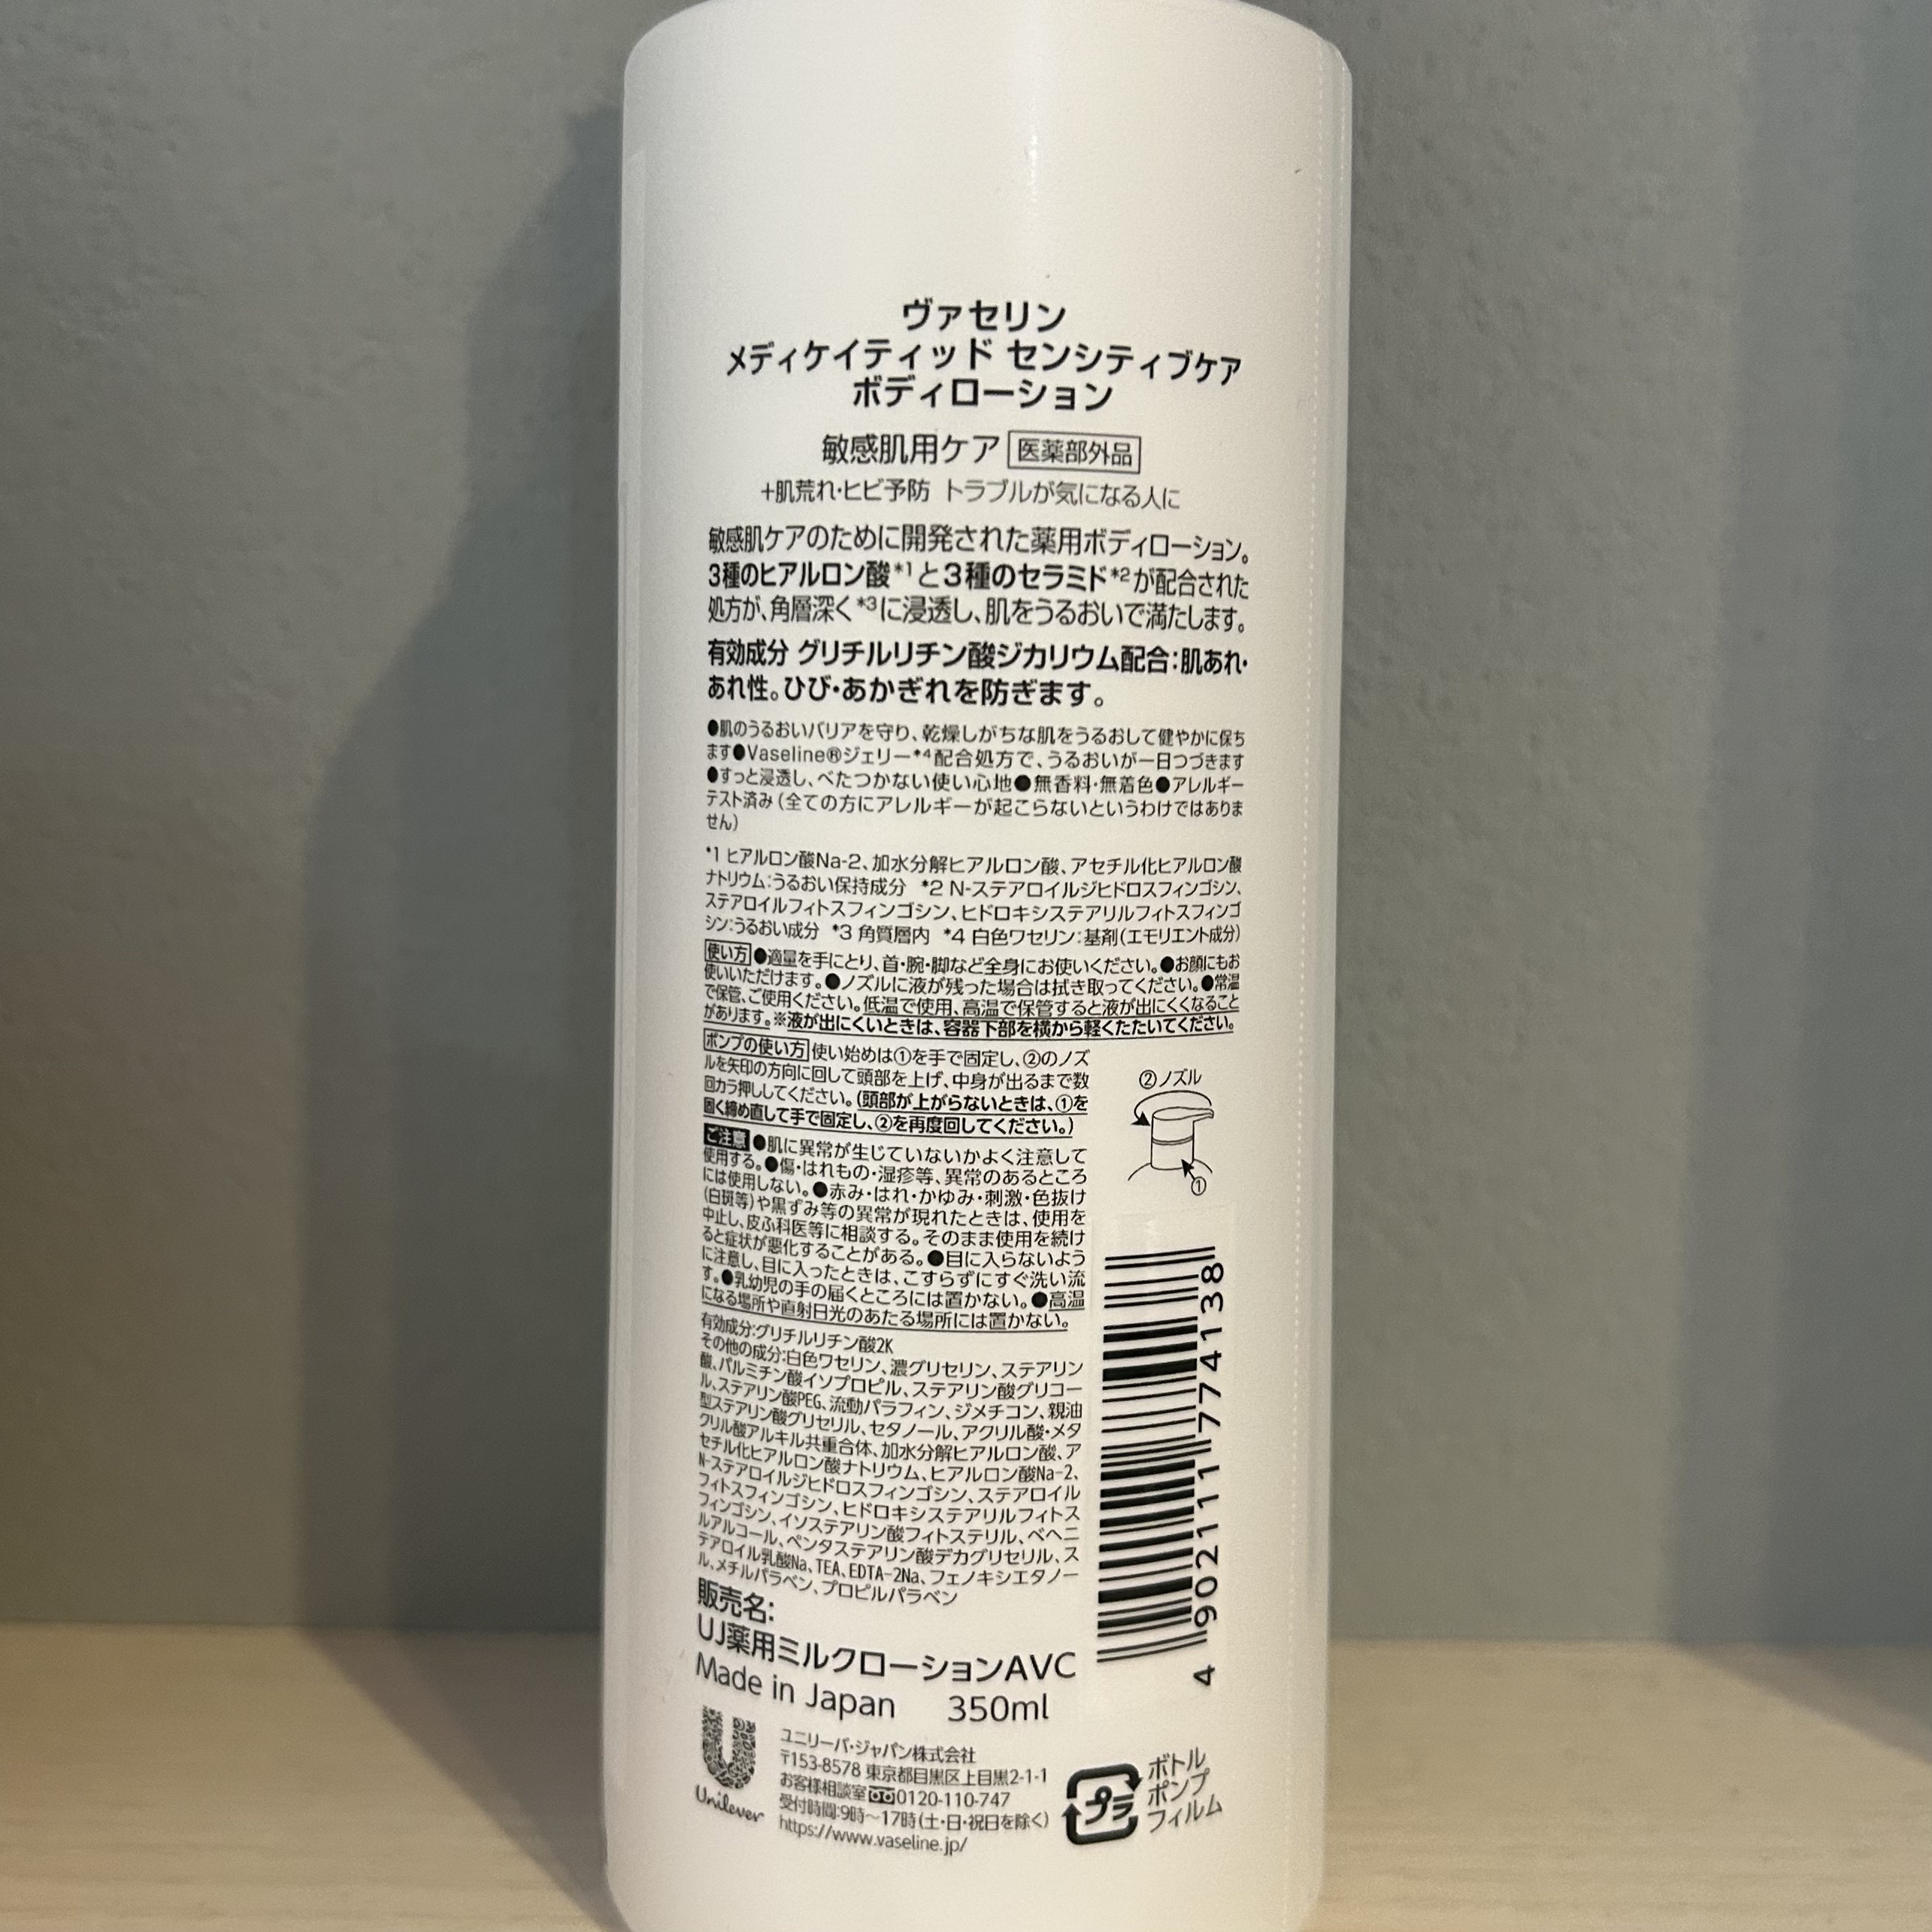 ヴァセリン
メディケイティッド センシティブケア
ボディローション
敏感肌用ケア 医薬部外品
+肌荒れ・ヒビ予防 トラブルが気になる人に
敏感肌ケアのために開発された薬用ボディローション。
3種のヒアルロン酸*1と3種のセラミド*2が配合された
処方が、角層深く*3に浸透し、肌をうるおいで満たします。
有効成分 グリチルリチン酸ジカリウム配合：肌あれ・
あれ性。ひび・あかぎれを防ぎます。
●肌のうるおいバリアを守り、乾燥しがちな肌をうるおして健やかに保ち
ます●Vaseline®ジェリー*4配合処方で、うるおいが一日つづきます
●すっと浸透し、べたつかない使い心地●無香料・無着色●アレルギー
テスト済み（全ての方にアレルギーが起こらないというわけではありま
せん）
*1 ヒアルロン酸Na-2、加水分解ヒアルロン酸、アセチル化ヒアルロン酸
ナトリウム：うるおい保持成分 *2 N-ステアロイルジヒドロスフィンゴシン、
ステアロイルフィトスフィンゴシン、ヒドロキシステアリルフィトスフィンゴ
シン：うるおい成分 *3 角質層内 *4 白色ワセリン：基剤（エモリエント成分）
使い方●適量を手にとり、首・腕・脚など全身にお使いください。●お顔にもお
使いいただけます。●ノズルに液が残った場合は拭き取ってください。●常温
で保管、ご使用ください。低温で使用、高温で保管すると液が出にくくなること
があります。※液が出にくいときは、容器下部を横から軽くたたいてください。
ポンプの使い方 使い始めは①を手で固定し、②のノズ
ルを矢印の方向に回して頭部を上げ、中身が出るまで数
回カラ押ししてください。（頭部が上がらないときは、①を
固く締め直して手で固定し、②を再度回してください。）
②ノズル
①
ご注意●肌に異常が生じていないかよく注意して
使用する。●傷・はれもの・湿疹等、異常のあるところ
には使用しない。●赤み・はれ・かゆみ・刺激・色抜け
（白斑等）や黒ずみ等の異常が現れたときは、使用を
中止し、皮ふ科医等に相談する。そのまま使用を続け
ると症状が悪化することがある。●目に入らないよう
に注意し、目に入ったときは、こすらずにすぐ洗い流
す。●乳幼児の手の届くところには置かない。●高温
になる場所や直射日光のあたる場所には置かない。
有効成分：グリチルリチン酸2K
その他の成分：白色ワセリン、濃グリセリン、ステアリン
酸、パルミチン酸イソプロピル、ステアリン酸グリコー
ル、ステアリン酸PEG、流動パラフィン、ジメチコン、親油
型ステアリン酸グリセリル、セタノール、アクリル酸・メタ
クリル酸アルキル共重合体、加水分解ヒアルロン酸、ア
セチル化ヒアルロン酸ナトリウム、ヒアルロン酸Na-2、
N-ステアロイルジヒドロスフィンゴシン、ステアロイル
フィトスフィンゴシン、ヒドロキシステアリルフィトス
フィンゴシン、イソステアリン酸フィトステリル、ベヘニ
ルアルコール、ペンタステアリン酸デカグリセリル、ス
テアロイル乳酸Na、TEA、EDTA-2Na、フェノキシエタノー
ル、メチルパラベン、プロピルパラベン
4 902111 774138
販売名：
UJ薬用ミルクローションAVC
Made in Japan 350ml
Unilever
ユニリーバ・ジャパン株式会社
〒153-8578 東京都目黒区上目黒2-1-1
お客様相談室 0120-110-747
受付時間：9時～17時（土・日・祝日を除く）
https://www.vaseline.jp/
プラ
ボトル
ポンプ
フィルム